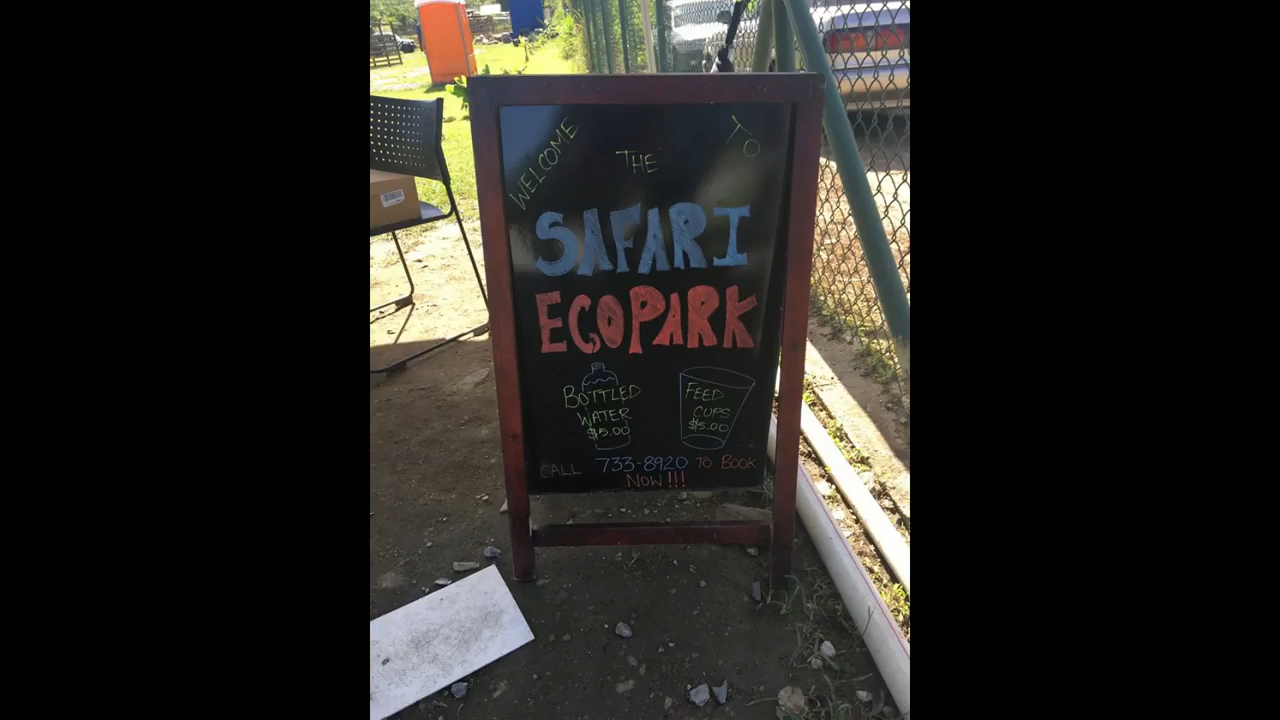 WELCOME TO
THE
SAFARI
ECOPARK
BOTTLED
WATER
$5.00
FEED
CUPS
$5.00
CALL 733-8920 TO BOOK
NOW!!!